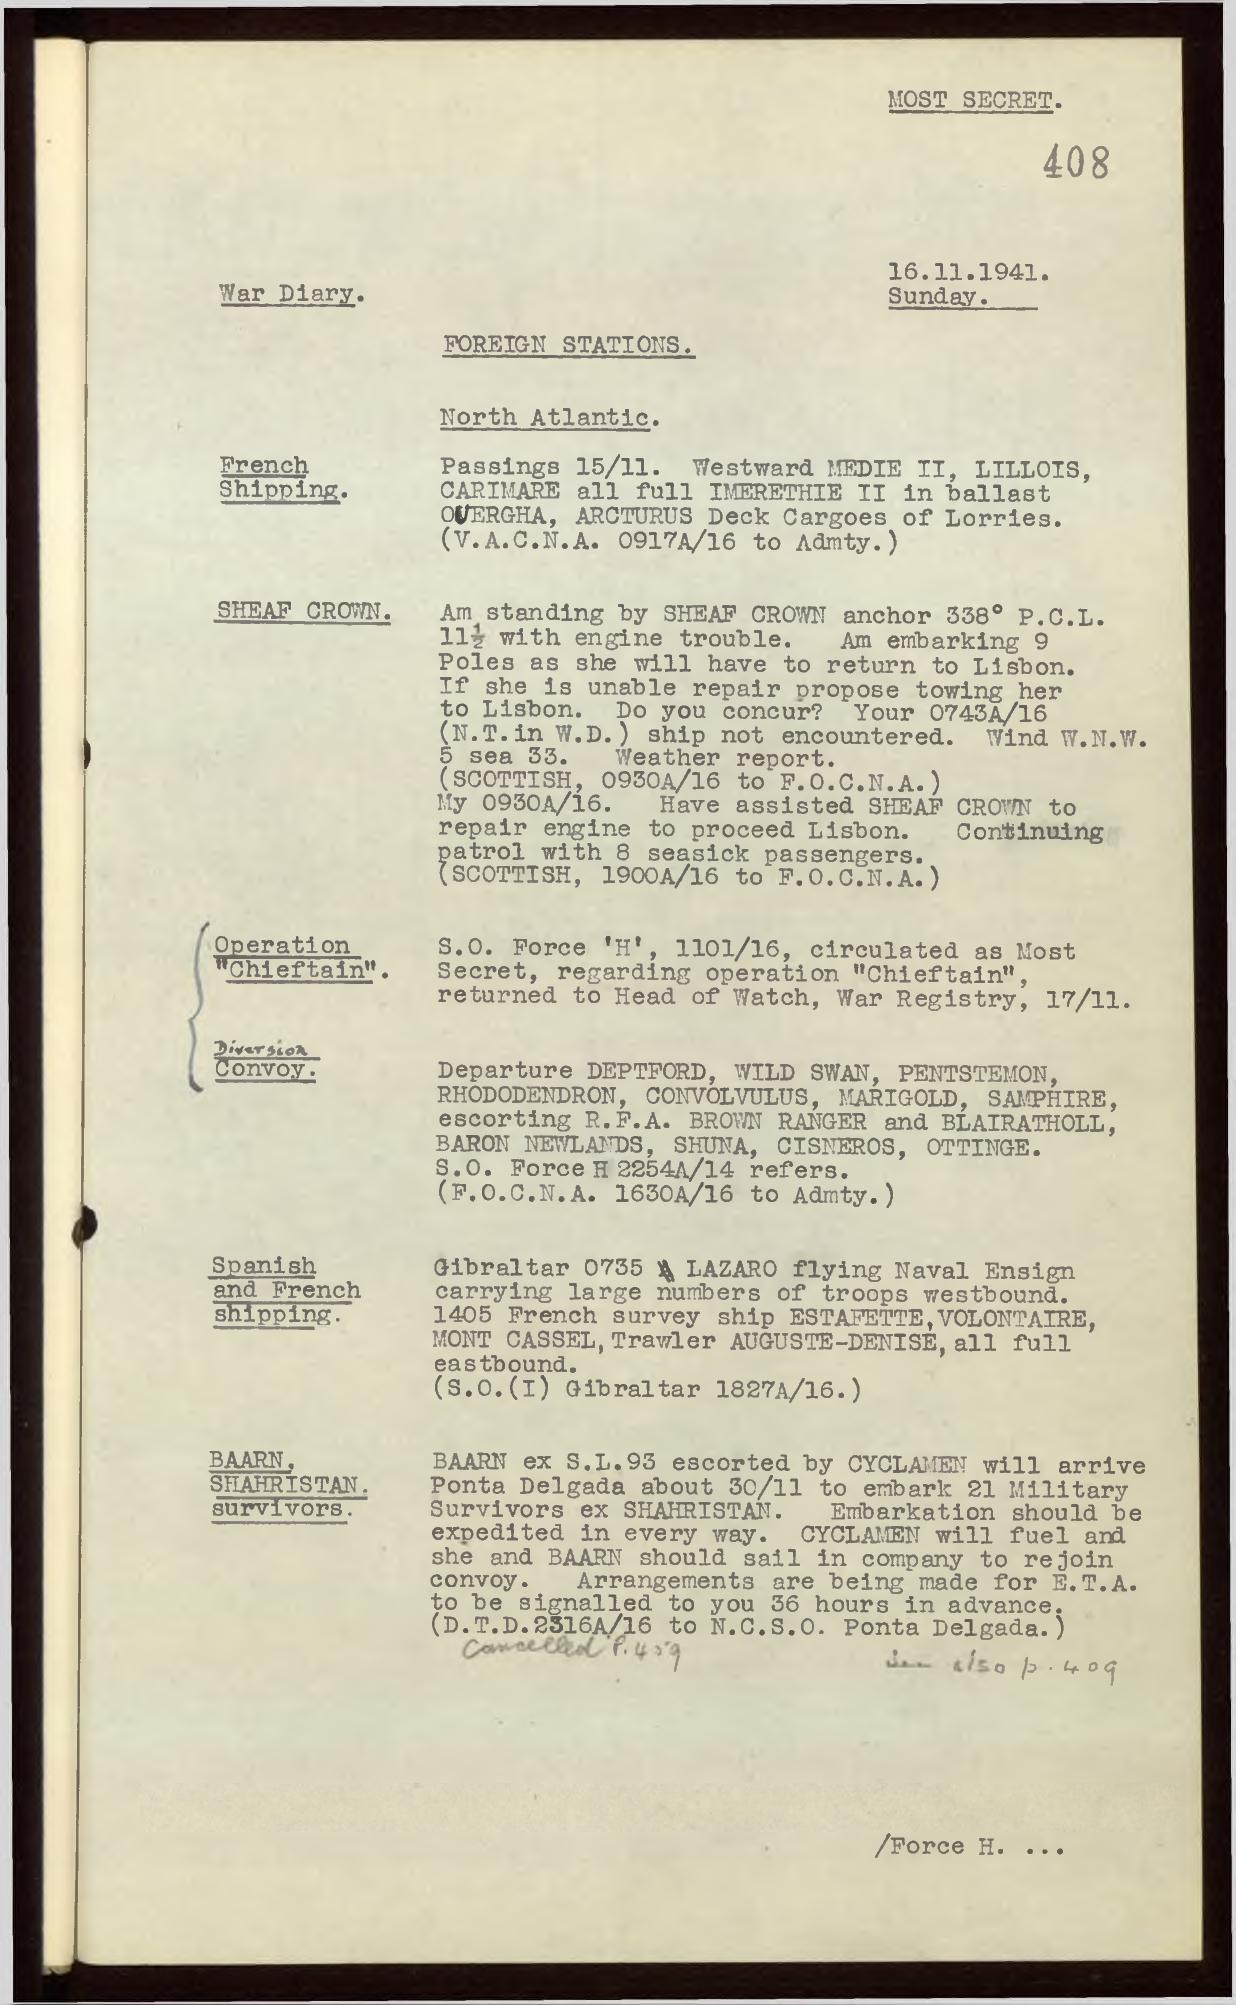 MOST SECRET.
408
16.11.1941.
War Diary.
Sunday.
FOREIGN STATIONS.
North Atlantic.
French
Shipping.
Passings 15/11. Westward MEDIE II, LILLOIS,
CARIMARE all full IMERETHIE II in ballast
OUERGHA, ARCTURUS Deck Cargoes of Lorries.
(V.A.C.N.A. 0917A/16 to Admty.)
SHEAF CROWN.
Am standing by SHEAF CROWN anchor 338° P.C.L.
11½ with engine trouble. Am embarking 9
Poles as she will have to return to Lisbon.
If she is unable repair propose towing her
to Lisbon. Do you concur? Your 0743A/16
(N.T.in W.D.) ship not encountered. Wind W.N.W.
5 sea 33. Weather report.
(SCOTTISH, 0930A/16 to F.O.C.N.A.)
My 0930A/16. Have assisted SHEAF CROWN to
repair engine to proceed Lisbon. Continuing
patrol with 8 seasick passengers.
(SCOTTISH, 1900A/16 to F.O.C.N.A.)
Operation
"Chieftain".
S.O. Force 'H', 1101/16, circulated as Most
Secret, regarding operation "Chieftain",
returned to Head of Watch, War Registry, 17/11.
Diversion
Convoy.
Departure DEPTFORD, WILD SWAN, PENTSTEMON,
RHODODENDRON, CONVOLVULUS, MARIGOLD, SAMPHIRE,
escorting R.F.A. BROWN RANGER and BLAIRATHOLL,
BARON NEWLANDS, SHUNA, CISNEROS, OTTINGE.
S.O. Force H 2254A/14 refers.
(F.O.C.N.A. 1630A/16 to Admty.)
Spanish
and French
shipping.
Gibraltar 0735 A LAZARO flying Naval Ensign
carrying large numbers of troops westbound.
1405 French survey ship ESTAFETTE, VOLONTAIRE,
MONT CASSEL, Trawler AUGUSTE-DENISE, all full
eastbound.
(S.O.(I) Gibraltar 1827A/16.)
BAARN,
SHAHRISTAN.
survivors.
BAARN ex S.L.93 escorted by CYCLAMEN will arrive
Ponta Delgada about 30/11 to embark 21 Military
Survivors ex SHAHRISTAN. Embarkation should be
expedited in every way. CYCLAMEN will fuel and
she and BAARN should sail in company to rejoin
convoy. Arrangements are being made for E.T.A.
to be signalled to you 36 hours in advance.
(D.T.D.2316A/16 to N.C.S.O. Ponta Delgada.)
Cancelled P.459
See also p. 409
/Force H. ...